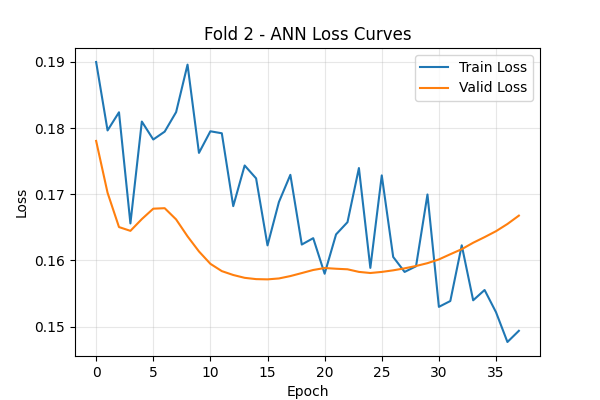 Fold 2 - ANN Loss Curves
Train Loss
Valid Loss
Loss
0.19
0.18
0.17
0.16
0.15
0 5 10 15 20 25 30 35
Epoch